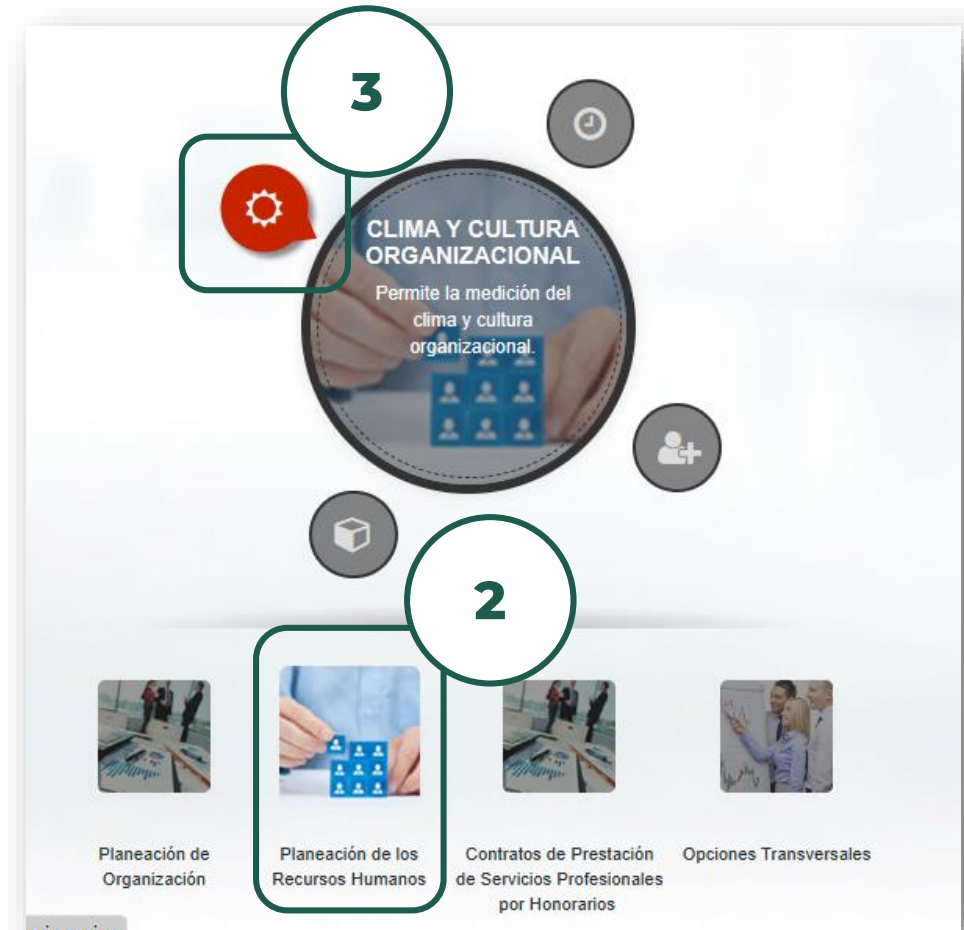 3
CLIMA Y CULTURA
ORGANIZACIONAL
Permite la medición del
clima y cultura
organizacional.
2
Planeación de
Organización
Planeación de los
Recursos Humanos
Contratos de Prestación
de Servicios Profesionales
por Honorarios
Opciones Transversales